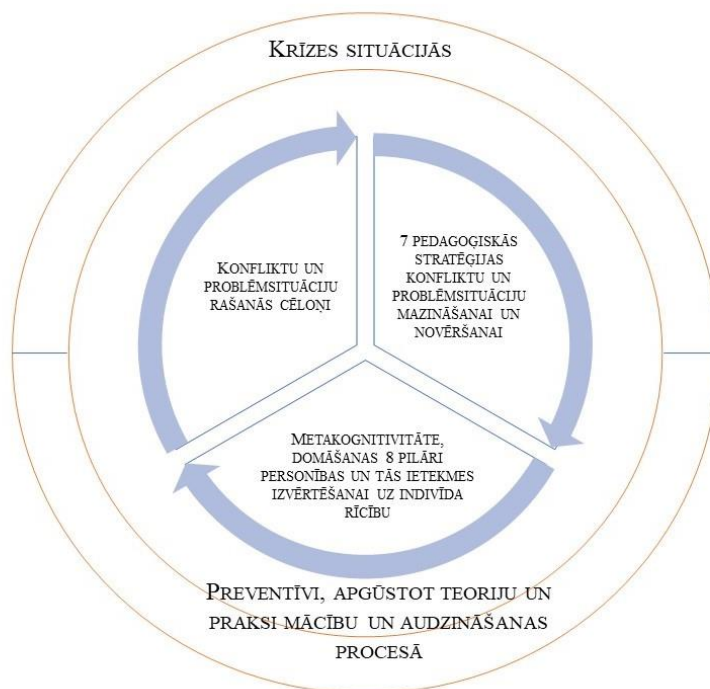 KRĪZES SITUĀCIJĀS
KONFLIKTU UN
PROBLĒMSITUĀCIJU
RAŠANĀS CĒLOŅI
7 PEDAGOĢISKĀS
STRATĒĢIJAS
KONFLIKTU UN
PROBLĒMSITUĀCIJU
MAZINĀŠANAI UN
NOVĒRŠANAI
METAKOGNITIVITĀTE,
DOMĀŠANAS 8 PILĀRI
PERSONĪBAS UN TĀS IETEKMES
IZVĒRTĒŠANAI UZ INDIVĪDA
RĪCĪBU
PREVENTĪVI, APGŪSTOT TEORIJU UN
PRAKSI MĀCĪBU UN AUDZINĀŠANAS
PROCESĀ